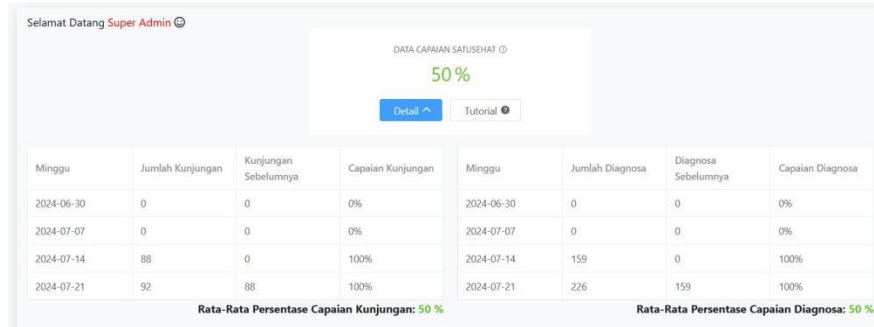 Selamat Datang Super Admin
DATA CAPAIAN SATUSEHAT
50 %
Detail
Tutorial
Minggu Jumlah Kunjungan Kunjungan Sebelumnya Capaian Kunjungan
2024-06-30 0 0 0%
2024-07-07 0 0 0%
2024-07-14 88 0 100%
2024-07-21 92 88 100%
Rata-Rata Persentase Capaian Kunjungan: 50 %
Minggu Jumlah Diagnosa Diagnosa Sebelumnya Capaian Diagnosa
2024-06-30 0 0 0%
2024-07-07 0 0 0%
2024-07-14 159 0 100%
2024-07-21 226 159 100%
Rata-Rata Persentase Capaian Diagnosa: 50 %